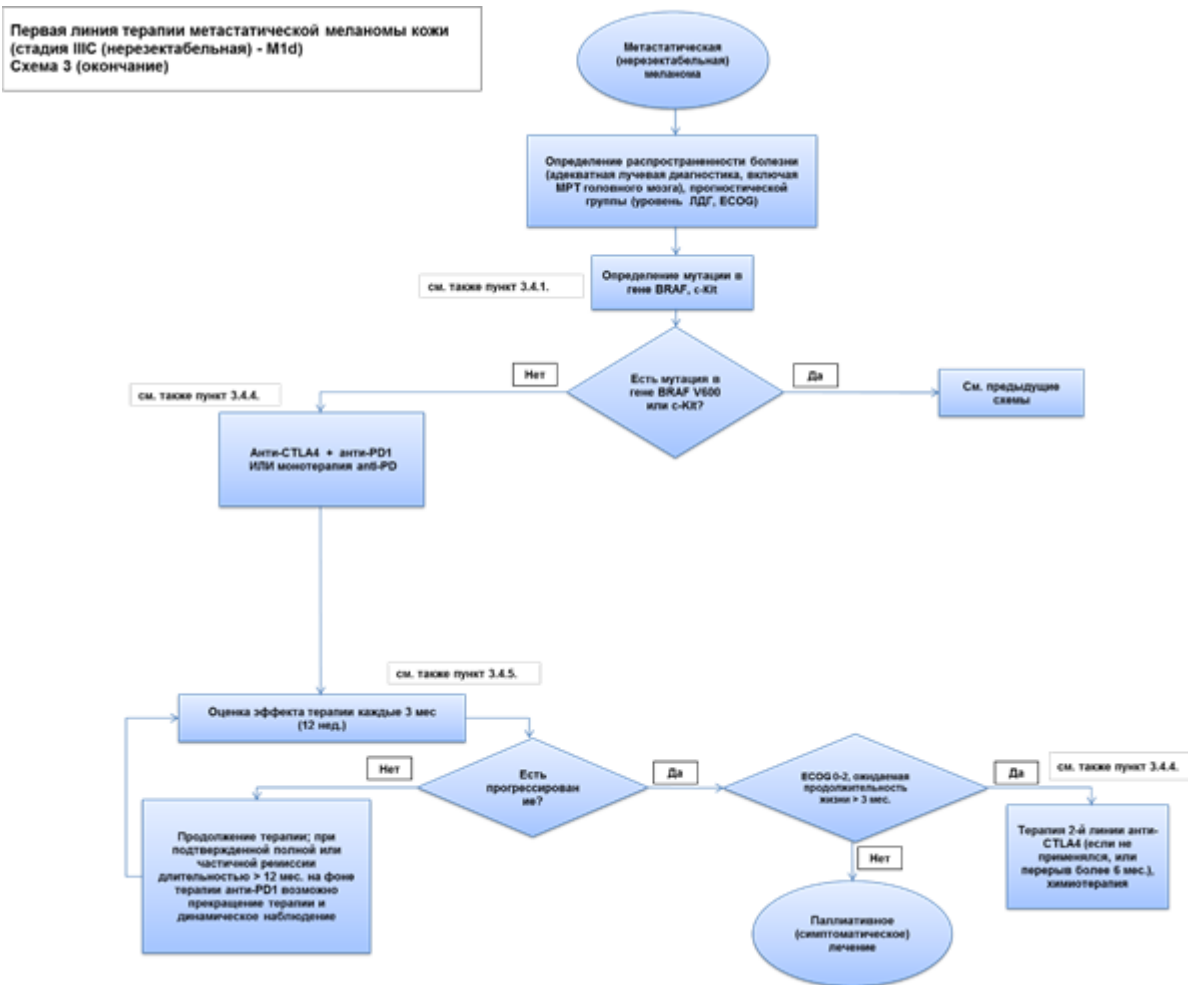 Первая линия терапии метастатической меланомы кожи
(стадия IIIC (нерезектабельная) - M1d)
Схема 3 (окончание)
Метастатическая
(нерезектабельная)
меланома
Определение распространенности болезни
(адекватная лучевая диагностика, включая
МРТ головного мозга), прогностической
группы (уровень ЛДГ, ECOG)
см. также пункт 3.4.1.
Определение мутации в
гене BRAF, c-Kit
Нет
Есть мутация в
гене BRAF V600
или c-Kit?
Да
См. предыдущие
схемы
см. также пункт 3.4.4.
Анти-CTLA4 + анти-PD1
ИЛИ монотерапия anti-PD
см. также пункт 3.4.5.
Оценка эффекта терапии каждые 3 мес
(12 нед.)
Нет
Есть
прогрессирован
ие?
Да
ECOG 0-2, ожидаемая
продолжительность
жизни > 3 мес.
Да
см. также пункт 3.4.4.
Продолжение терапии; при
подтвержденной полной или
частичной ремиссии
длительностью > 12 мес. на фоне
терапии анти-PD1 возможно
прекращение терапии и
динамическое наблюдение
Нет
Терапия 2-й линии анти-
CTLA4 (если не
применялся, или
перерыв более 6 мес.),
химиотерапия
Паллиативное
(симптоматическое)
лечение